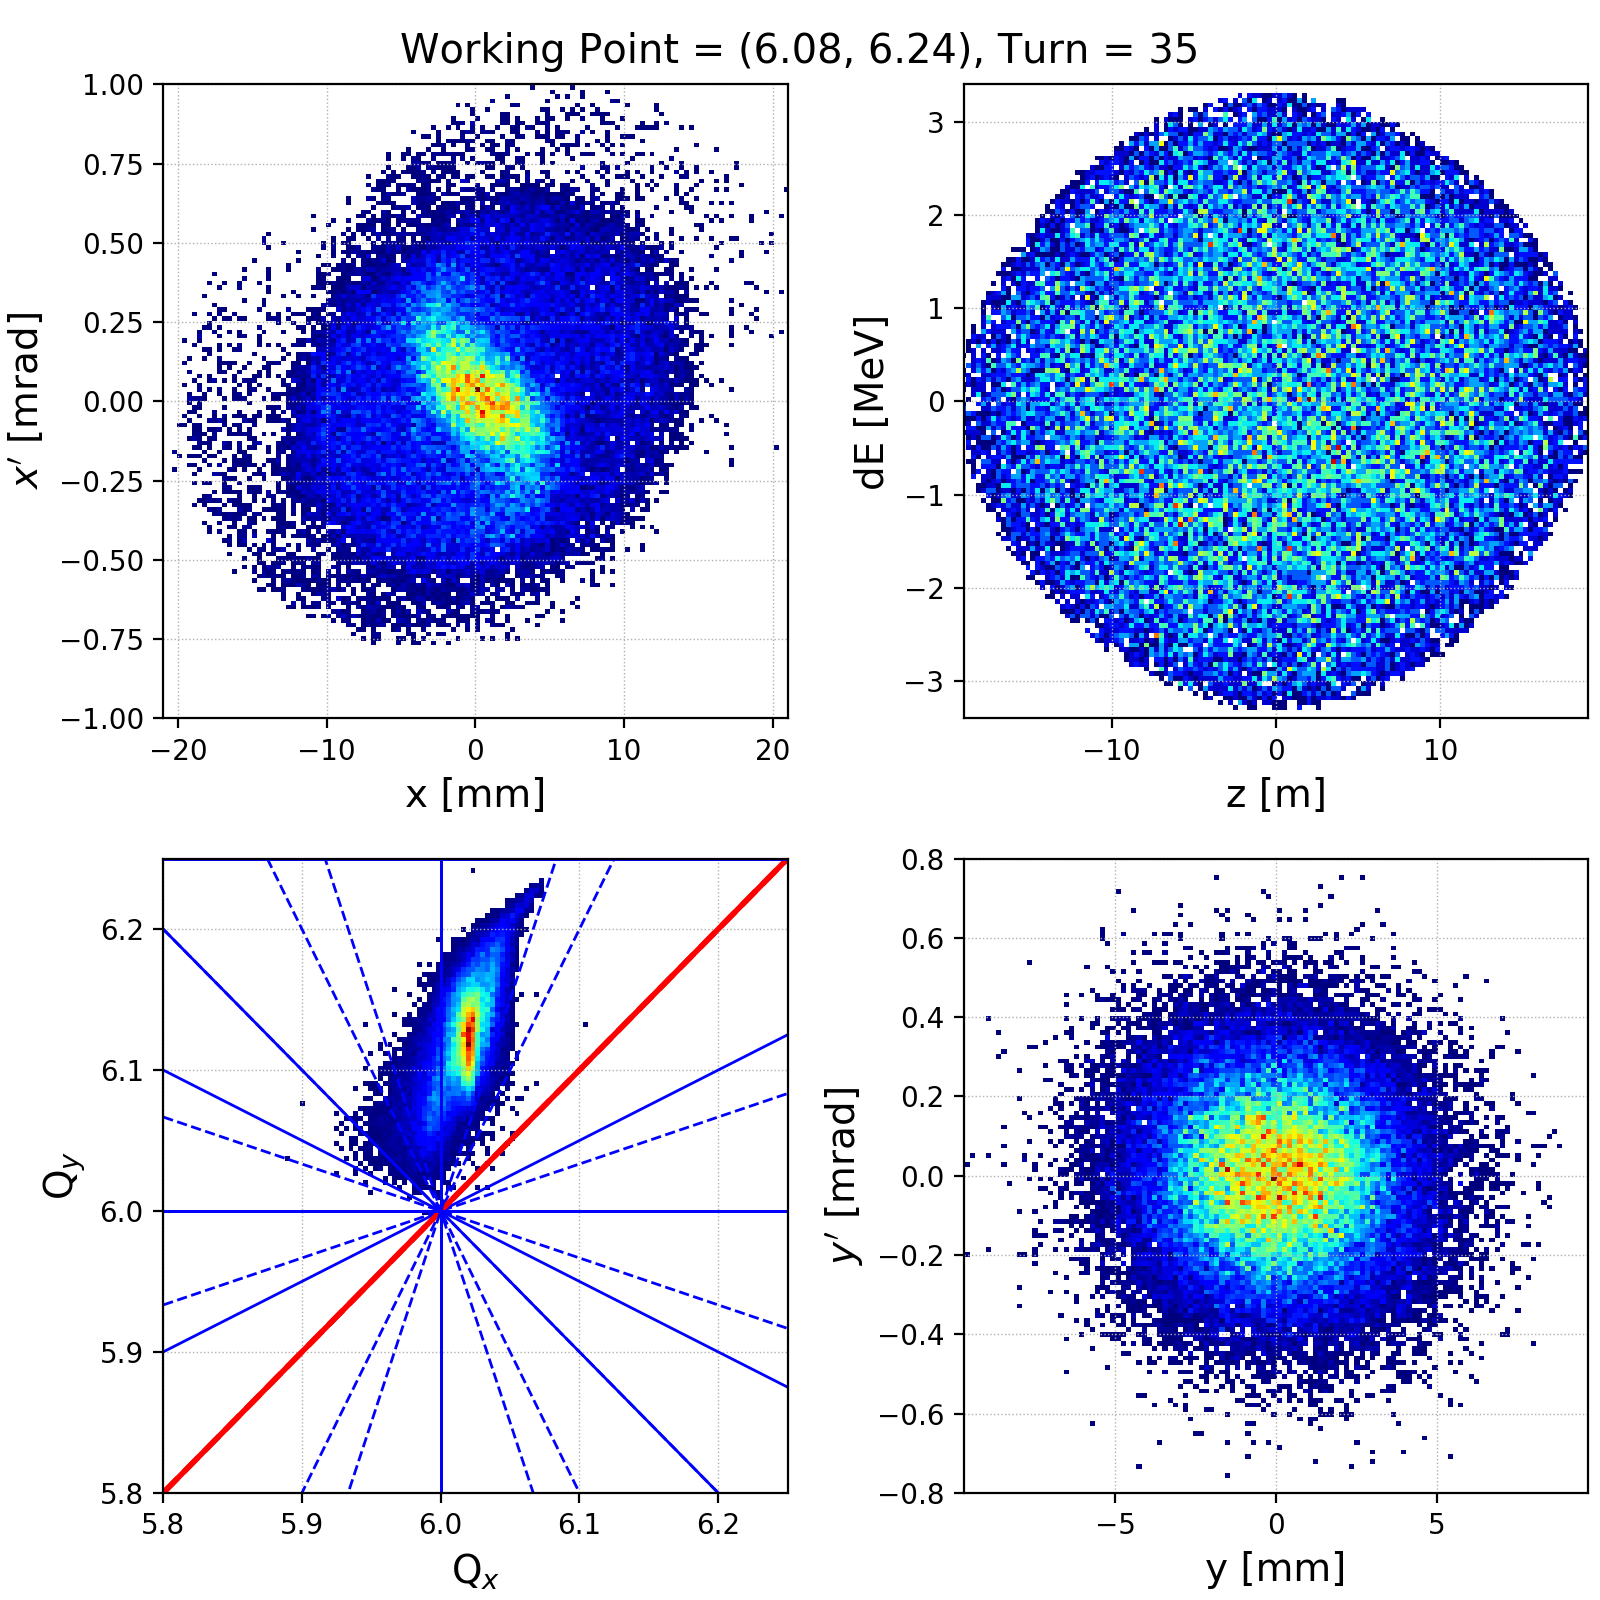 Working Point = (6.08, 6.24), Turn = 35
1.00
0.75
0.50
0.25
0.00
−0.25
−0.50
−0.75
−1.00
x′ [mrad]
−20 −10 0 10 20
x [mm]
3
2
1
0
−1
−2
−3
dE [MeV]
−10 0 10
z [m]
6.2
6.1
6.0
5.9
5.8
Qy
5.8 5.9 6.0 6.1 6.2
Qx
0.8
0.6
0.4
0.2
0.0
−0.2
−0.4
−0.6
−0.8
y′ [mrad]
−5 0 5
y [mm]